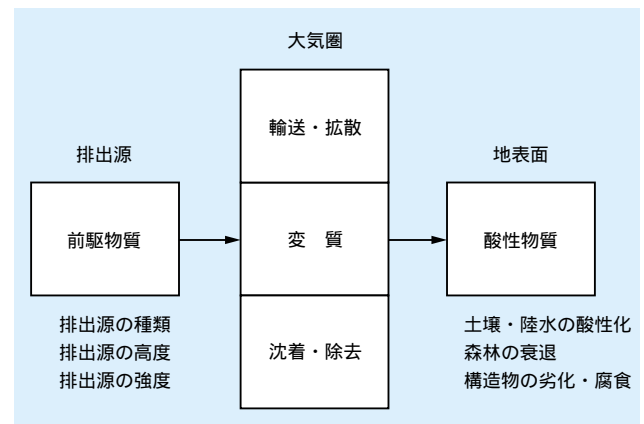 大気圏
輸送・拡散
排出源
地表面
前駆物質
変　質
酸性物質
沈着・除去
排出源の種類
排出源の高度
排出源の強度
土壌・陸水の酸性化
森林の衰退
構造物の劣化・腐食